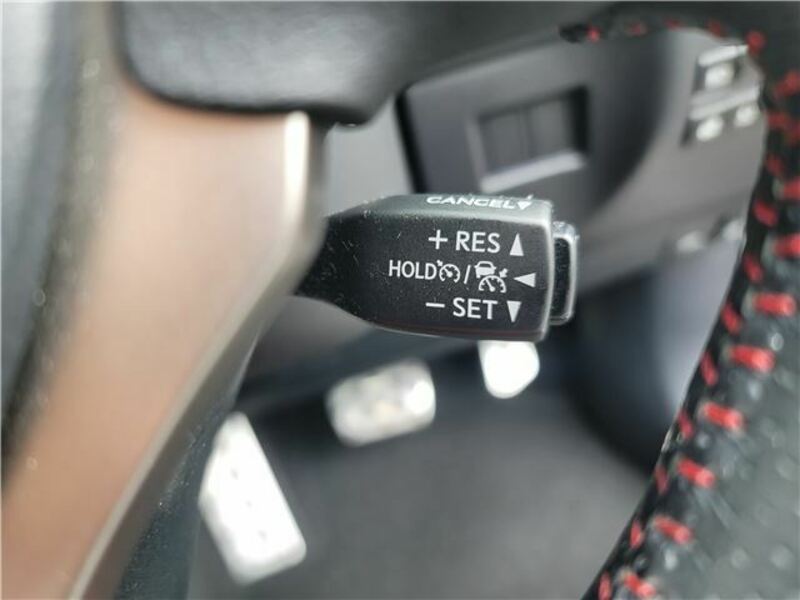 CANCEL▼
+ RES ▲
HOLD / ◀
− SET ▼